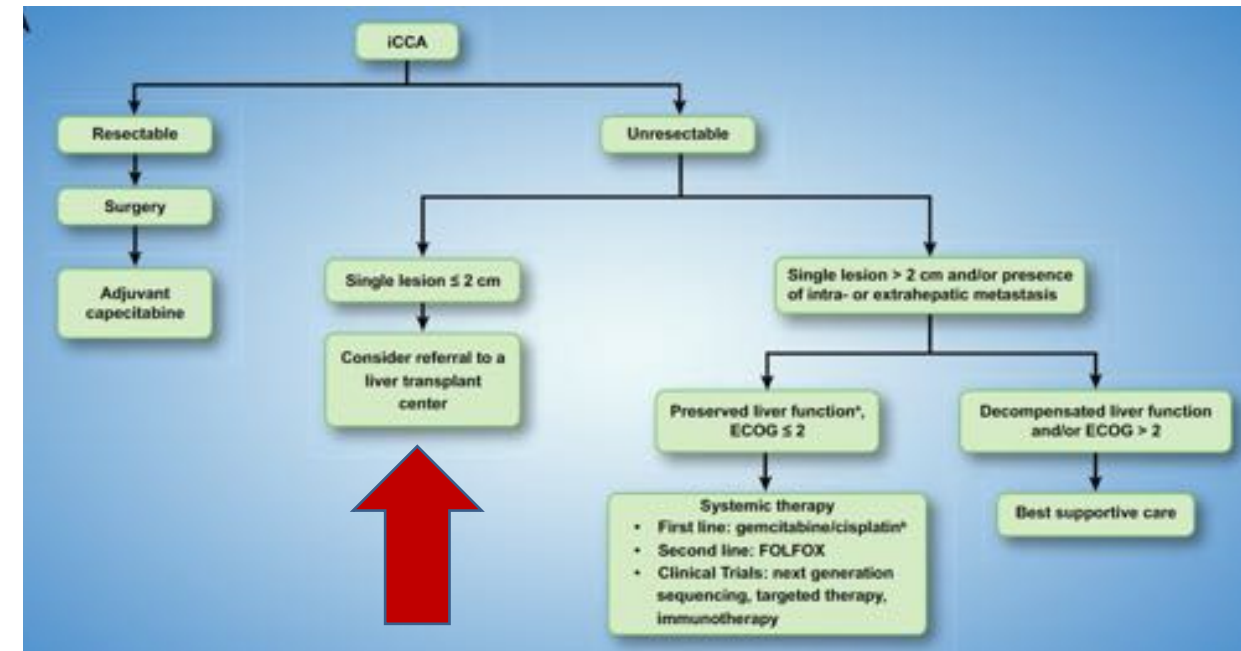 iCCA
Resectable
Unresectable
Surgery
Adjuvant
capecitabine
Single lesion ≤ 2 cm
Consider referral to a
liver transplant
center
Single lesion > 2 cm and/or presence
of intra- or extrahepatic metastasis
Preserved liver functionᵃ,
ECOG ≤ 2
Decompensated liver function
and/or ECOG > 2
Systemic therapy
• First line: gemcitabine/cisplatinᵇ
• Second line: FOLFOX
• Clinical Trials: next generation
sequencing, targeted therapy,
immunotherapy
Best supportive care